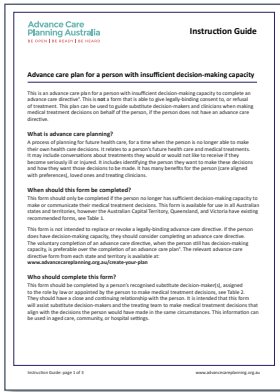 Advance Care
Planning Australia
BE OPEN | BE READY | BE HEARD
Instruction Guide
Advance care plan for a person with insufficient decision-making capacity
This is an advance care plan for a person with insufficient decision-making capacity to complete an
advance care directive¹. This is not a form that is able to give legally-binding consent to, or refusal
of treatment. This plan can be used to guide substitute decision-makers and clinicians when making
medical treatment decisions on behalf of the person, if the person does not have an advance care
directive.
What is advance care planning?
A process of planning for future health care, for a time when the person is no longer able to make
their own health care decisions. It relates to a person's future health care and medical treatments.
It may include conversations about treatments they would or would not like to receive if they
become seriously ill or injured. It includes identifying the person they want to make these decisions
and how they want those decisions to be made. It has many benefits for the person (care aligned
with preferences), loved ones and treating clinicians.
When should this form be completed?
This form should only be completed if the person no longer has sufficient decision-making capacity to
make or communicate their medical treatment decisions. This form is available for use in all Australian
states and territories, however the Australian Capital Territory, Queensland, and Victoria have existing
recommended forms, see Table 1.
This form is not intended to replace or revoke a legally-binding advance care directive. If the person
does have decision-making capacity, they should consider completing an advance care directive.
The voluntary completion of an advance care directive, when the person still has decision-making
capacity, is preferable over the completion of an advance care plan². The relevant advance care
directive form from each state and territory is available at:
www.advancecareplanning.org.au/create-your-plan
Who should complete this form?
This form should be completed by a person's recognised substitute decision-maker(s), assigned
to the role by law or appointed by the person to make medical treatment decisions, see Table 2.
They should have a close and continuing relationship with the person. It is intended that this form
will assist substitute decision-makers and the treating team to make medical treatment decisions that
align with the decisions the person would have made in the same circumstances. This information can
be used in aged care, community, or hospital settings.
Instruction Guide: page 1 of 3
www.advancecareplanning.org.au